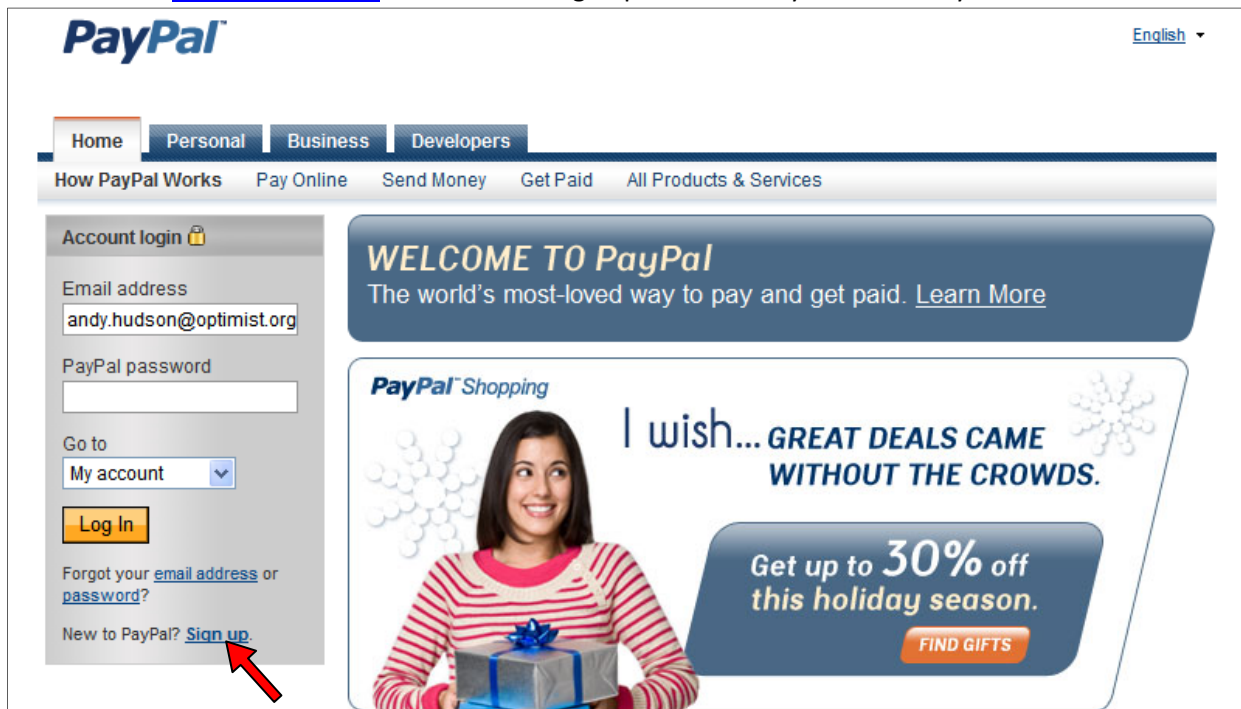 PayPal™
English
Home Personal Business Developers
How PayPal Works Pay Online Send Money Get Paid All Products & Services
Account login
Email address
andy.hudson@optimist.org
PayPal password
Go to
My account
Log In
Forgot your email address or
password?
New to PayPal? Sign up.
WELCOME TO PayPal
The world's most-loved way to pay and get paid. Learn More
PayPal™ Shopping
I wish... GREAT DEALS CAME
WITHOUT THE CROWDS.
Get up to 30% off
this holiday season.
FIND GIFTS